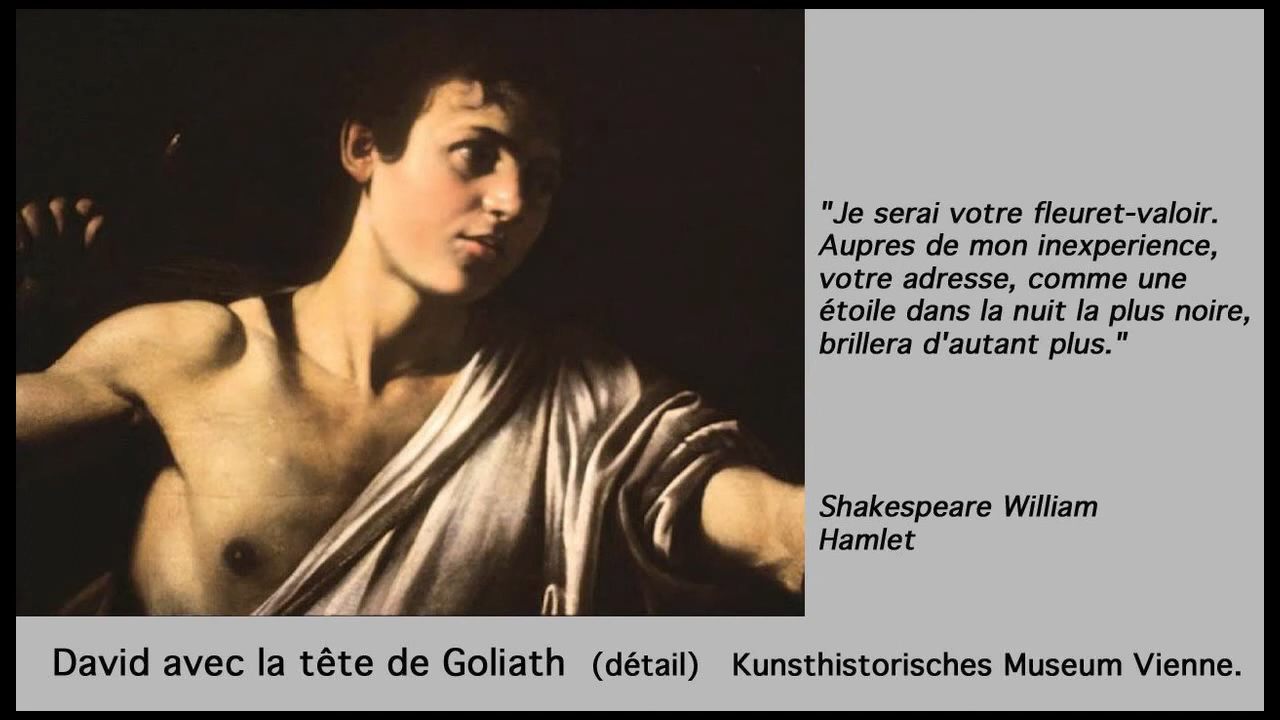 "Je serai votre fleuret-valoir.
Aupres de mon inexperience,
votre adresse, comme une
étoile dans la nuit la plus noire,
brillera d'autant plus."
Shakespeare William
Hamlet
David avec la tête de Goliath (détail) Kunsthistorisches Museum Vienne.